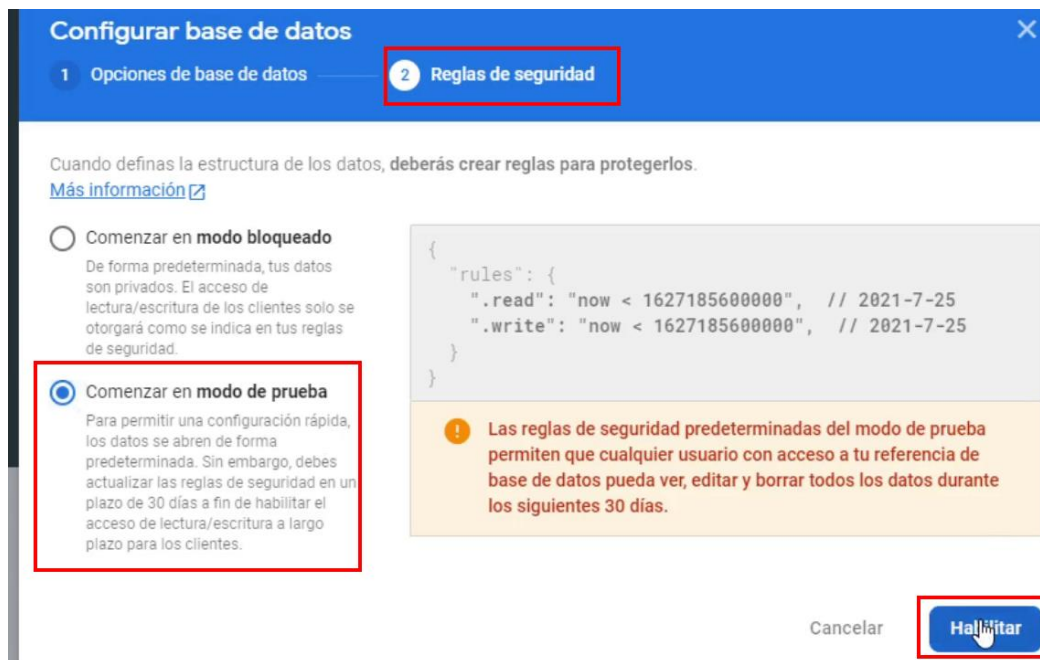 Configurar base de datos
1 Opciones de base de datos
2 Reglas de seguridad
Cuando definas la estructura de los datos, deberás crear reglas para protegerlos.
Más información
Comenzar en modo bloqueado
De forma predeterminada, tus datos
son privados. El acceso de
lectura/escritura de los clientes solo se
otorgará como se indica en tus reglas
de seguridad.
Comenzar en modo de prueba
Para permitir una configuración rápida,
los datos se abren de forma
predeterminada. Sin embargo, debes
actualizar las reglas de seguridad en un
plazo de 30 días a fin de habilitar el
acceso de lectura/escritura a largo
plazo para los clientes.
{
"rules": {
".read": "now < 1627185600000", // 2021-7-25
".write": "now < 1627185600000", // 2021-7-25
}
}
Las reglas de seguridad predeterminadas del modo de prueba
permiten que cualquier usuario con acceso a tu referencia de
base de datos pueda ver, editar y borrar todos los datos durante
los siguientes 30 días.
Cancelar
Habilitar